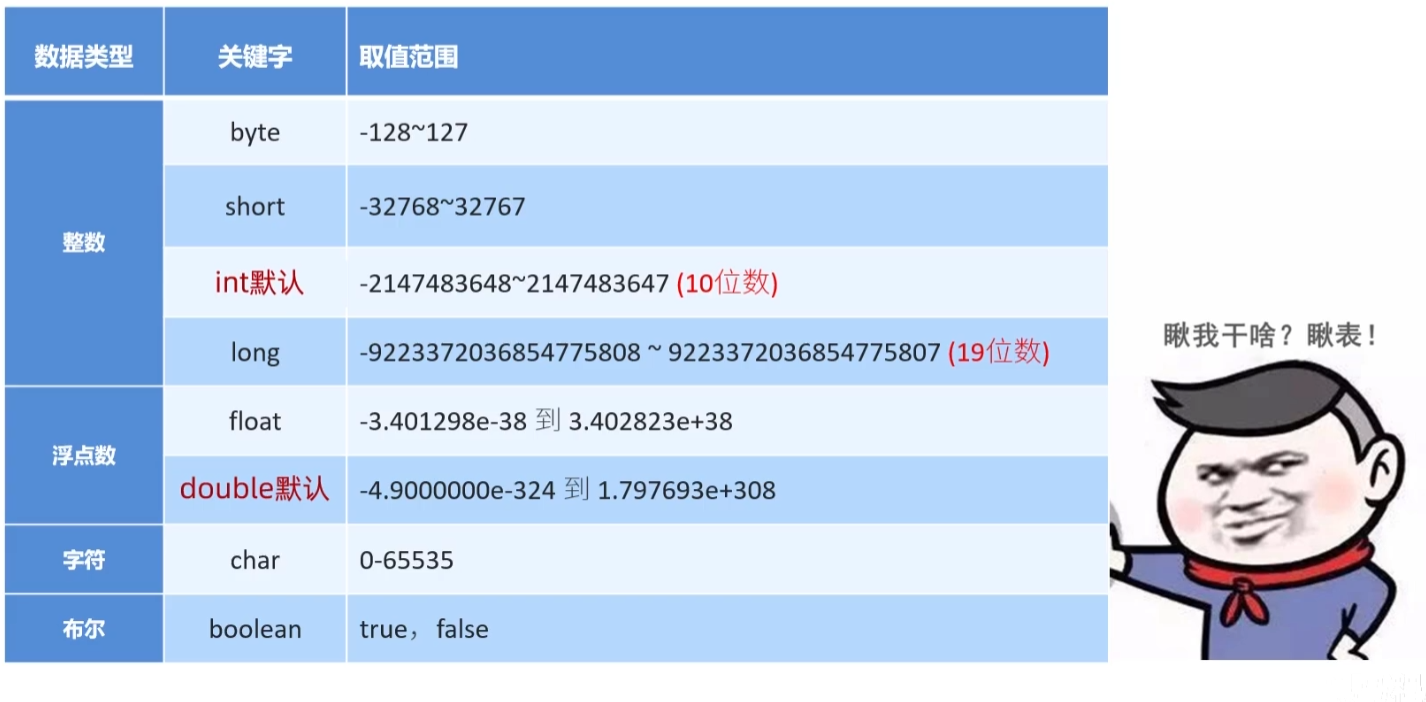 数据类型 关键字 取值范围
整数
byte -128~127
short -32768~32767
int默认 -2147483648~2147483647 (10位数)
long -9223372036854775808 ~ 9223372036854775807 (19位数)
浮点数
float -3.401298e-38 到 3.402823e+38
double默认 -4.9000000e-324 到 1.797693e+308
字符 char 0-65535
布尔 boolean true，false
瞅我干啥？瞅表！